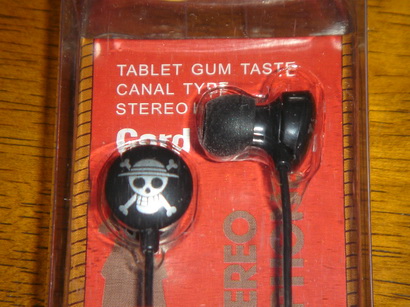 TABLET GUM TASTE
CANAL TYPE
STEREO
Cord